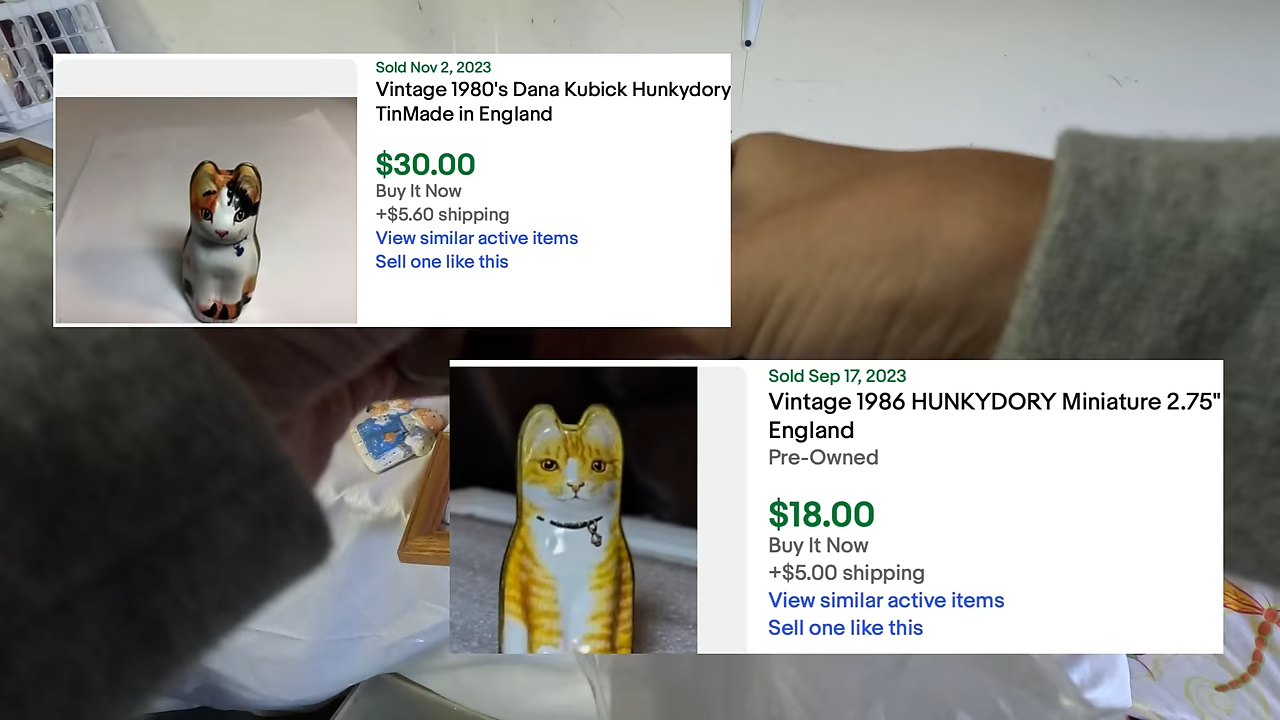 Sold Nov 2, 2023
Vintage 1980's Dana Kubick Hunkydory
TinMade in England
$30.00
Buy It Now
+$5.60 shipping
View similar active items
Sell one like this
Sold Sep 17, 2023
Vintage 1986 HUNKYDORY Miniature 2.75"
England
Pre-Owned
$18.00
Buy It Now
+$5.00 shipping
View similar active items
Sell one like this